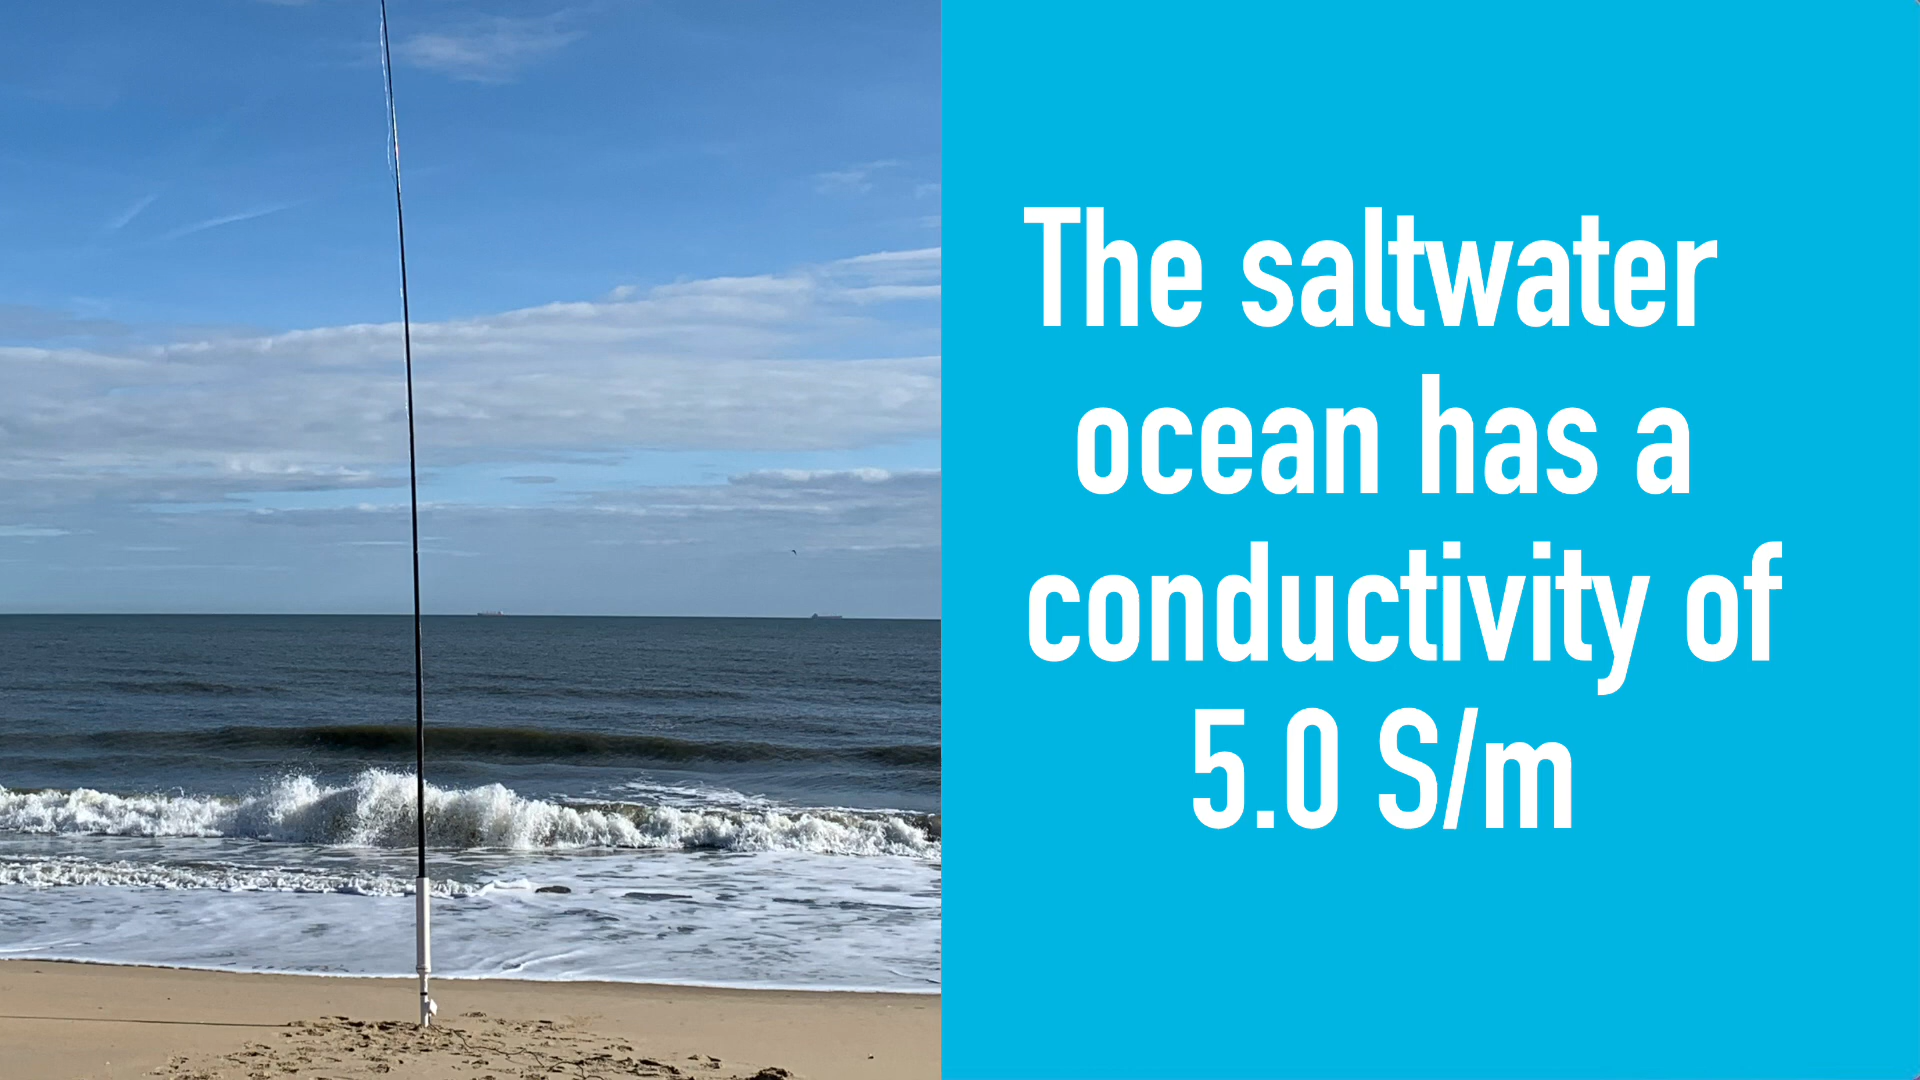 The saltwater
ocean has a
conductivity of
5.0 S/m